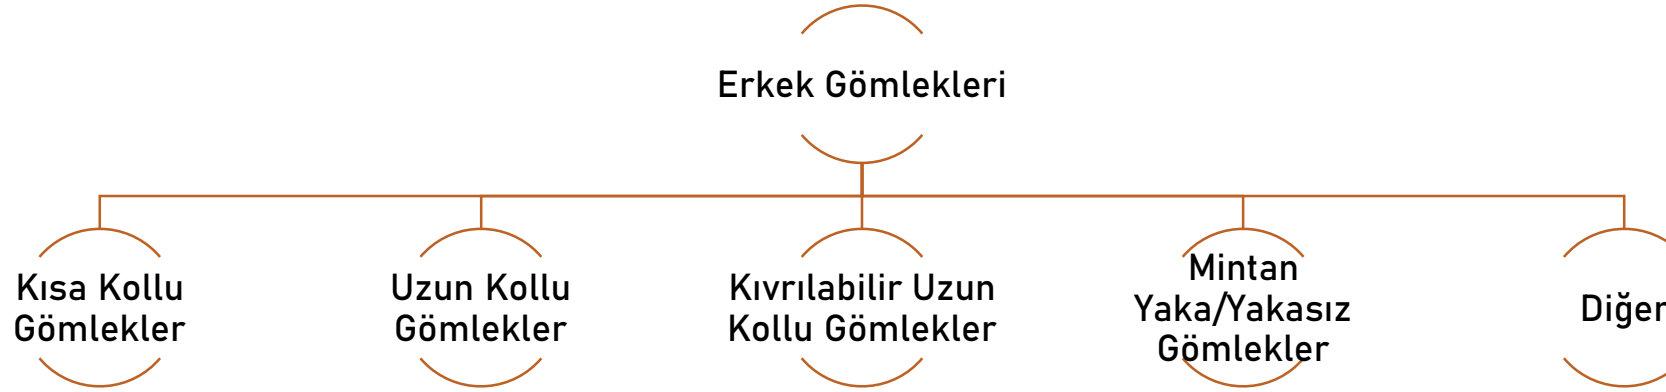 Erkek Gömlekleri
Kısa Kollu
Gömlekler
Uzun Kollu
Gömlekler
Kıvrılabilir Uzun
Kollu Gömlekler
Mintan
Yaka/Yakasız
Gömlekler
Diğer